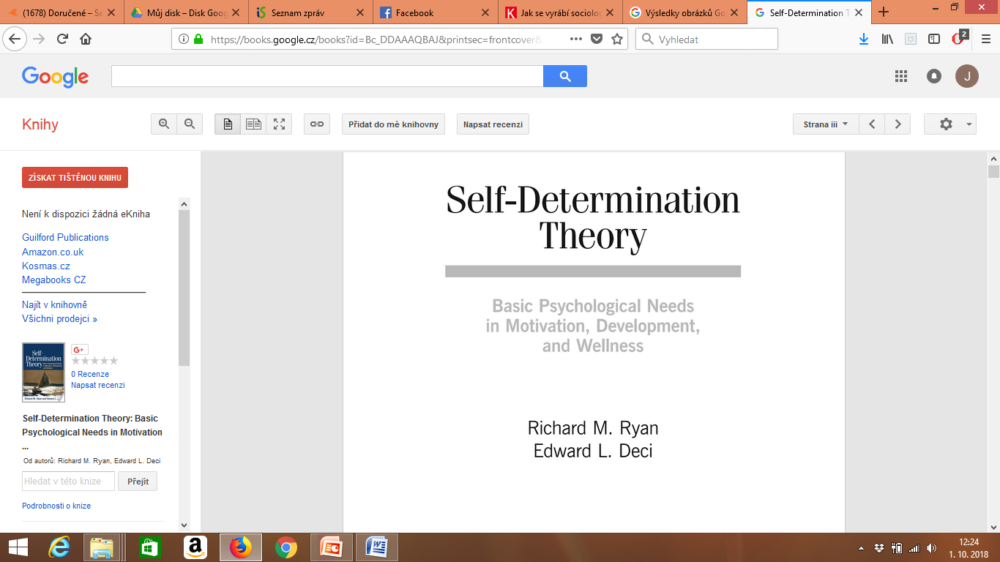 (1678) Doručené – Se
Můj disk – Disk Goog
Seznam zpráv
Facebook
Jak se vyrábí sociolog
Výsledky obrázků Go
Self-Determination T
https://books.google.cz/books?id=Bc_DDAAAQBAJ&printsec=frontcover&
Vyhledat
2
Google
J
Knihy
Přidat do mé knihovny
Napsat recenzi
Strana iii
ZÍSKAT TIŠTĚNOU KNIHU
Není k dispozici žádná eKniha
Guilford Publications
Amazon.co.uk
Kosmas.cz
Megabooks CZ
Najít v knihovně
Všichni prodejci »
Self-Determination
Theory
G+
0 Recenze
Napsat recenzi
Self-Determination Theory: Basic
Psychological Needs in Motivation
...
Od autorů: Richard M. Ryan, Edward L. Deci
Hledat v této knize
Přejít
Podrobnosti o knize
Self-Determination
Theory
Basic Psychological Needs
in Motivation, Development,
and Wellness
Richard M. Ryan
Edward L. Deci
12:24
1. 10. 2018